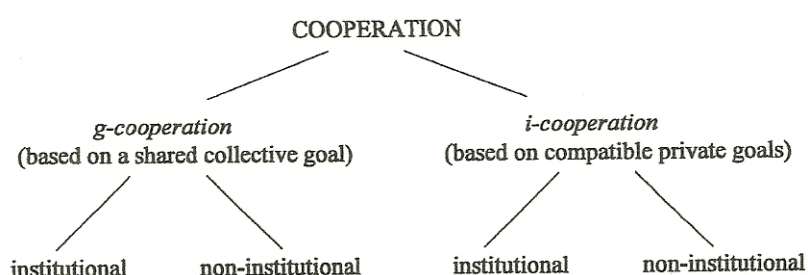 COOPERATION
g-cooperation
(based on a shared collective goal)
i-cooperation
(based on compatible private goals)
institutional
non-institutional
institutional
non-institutional